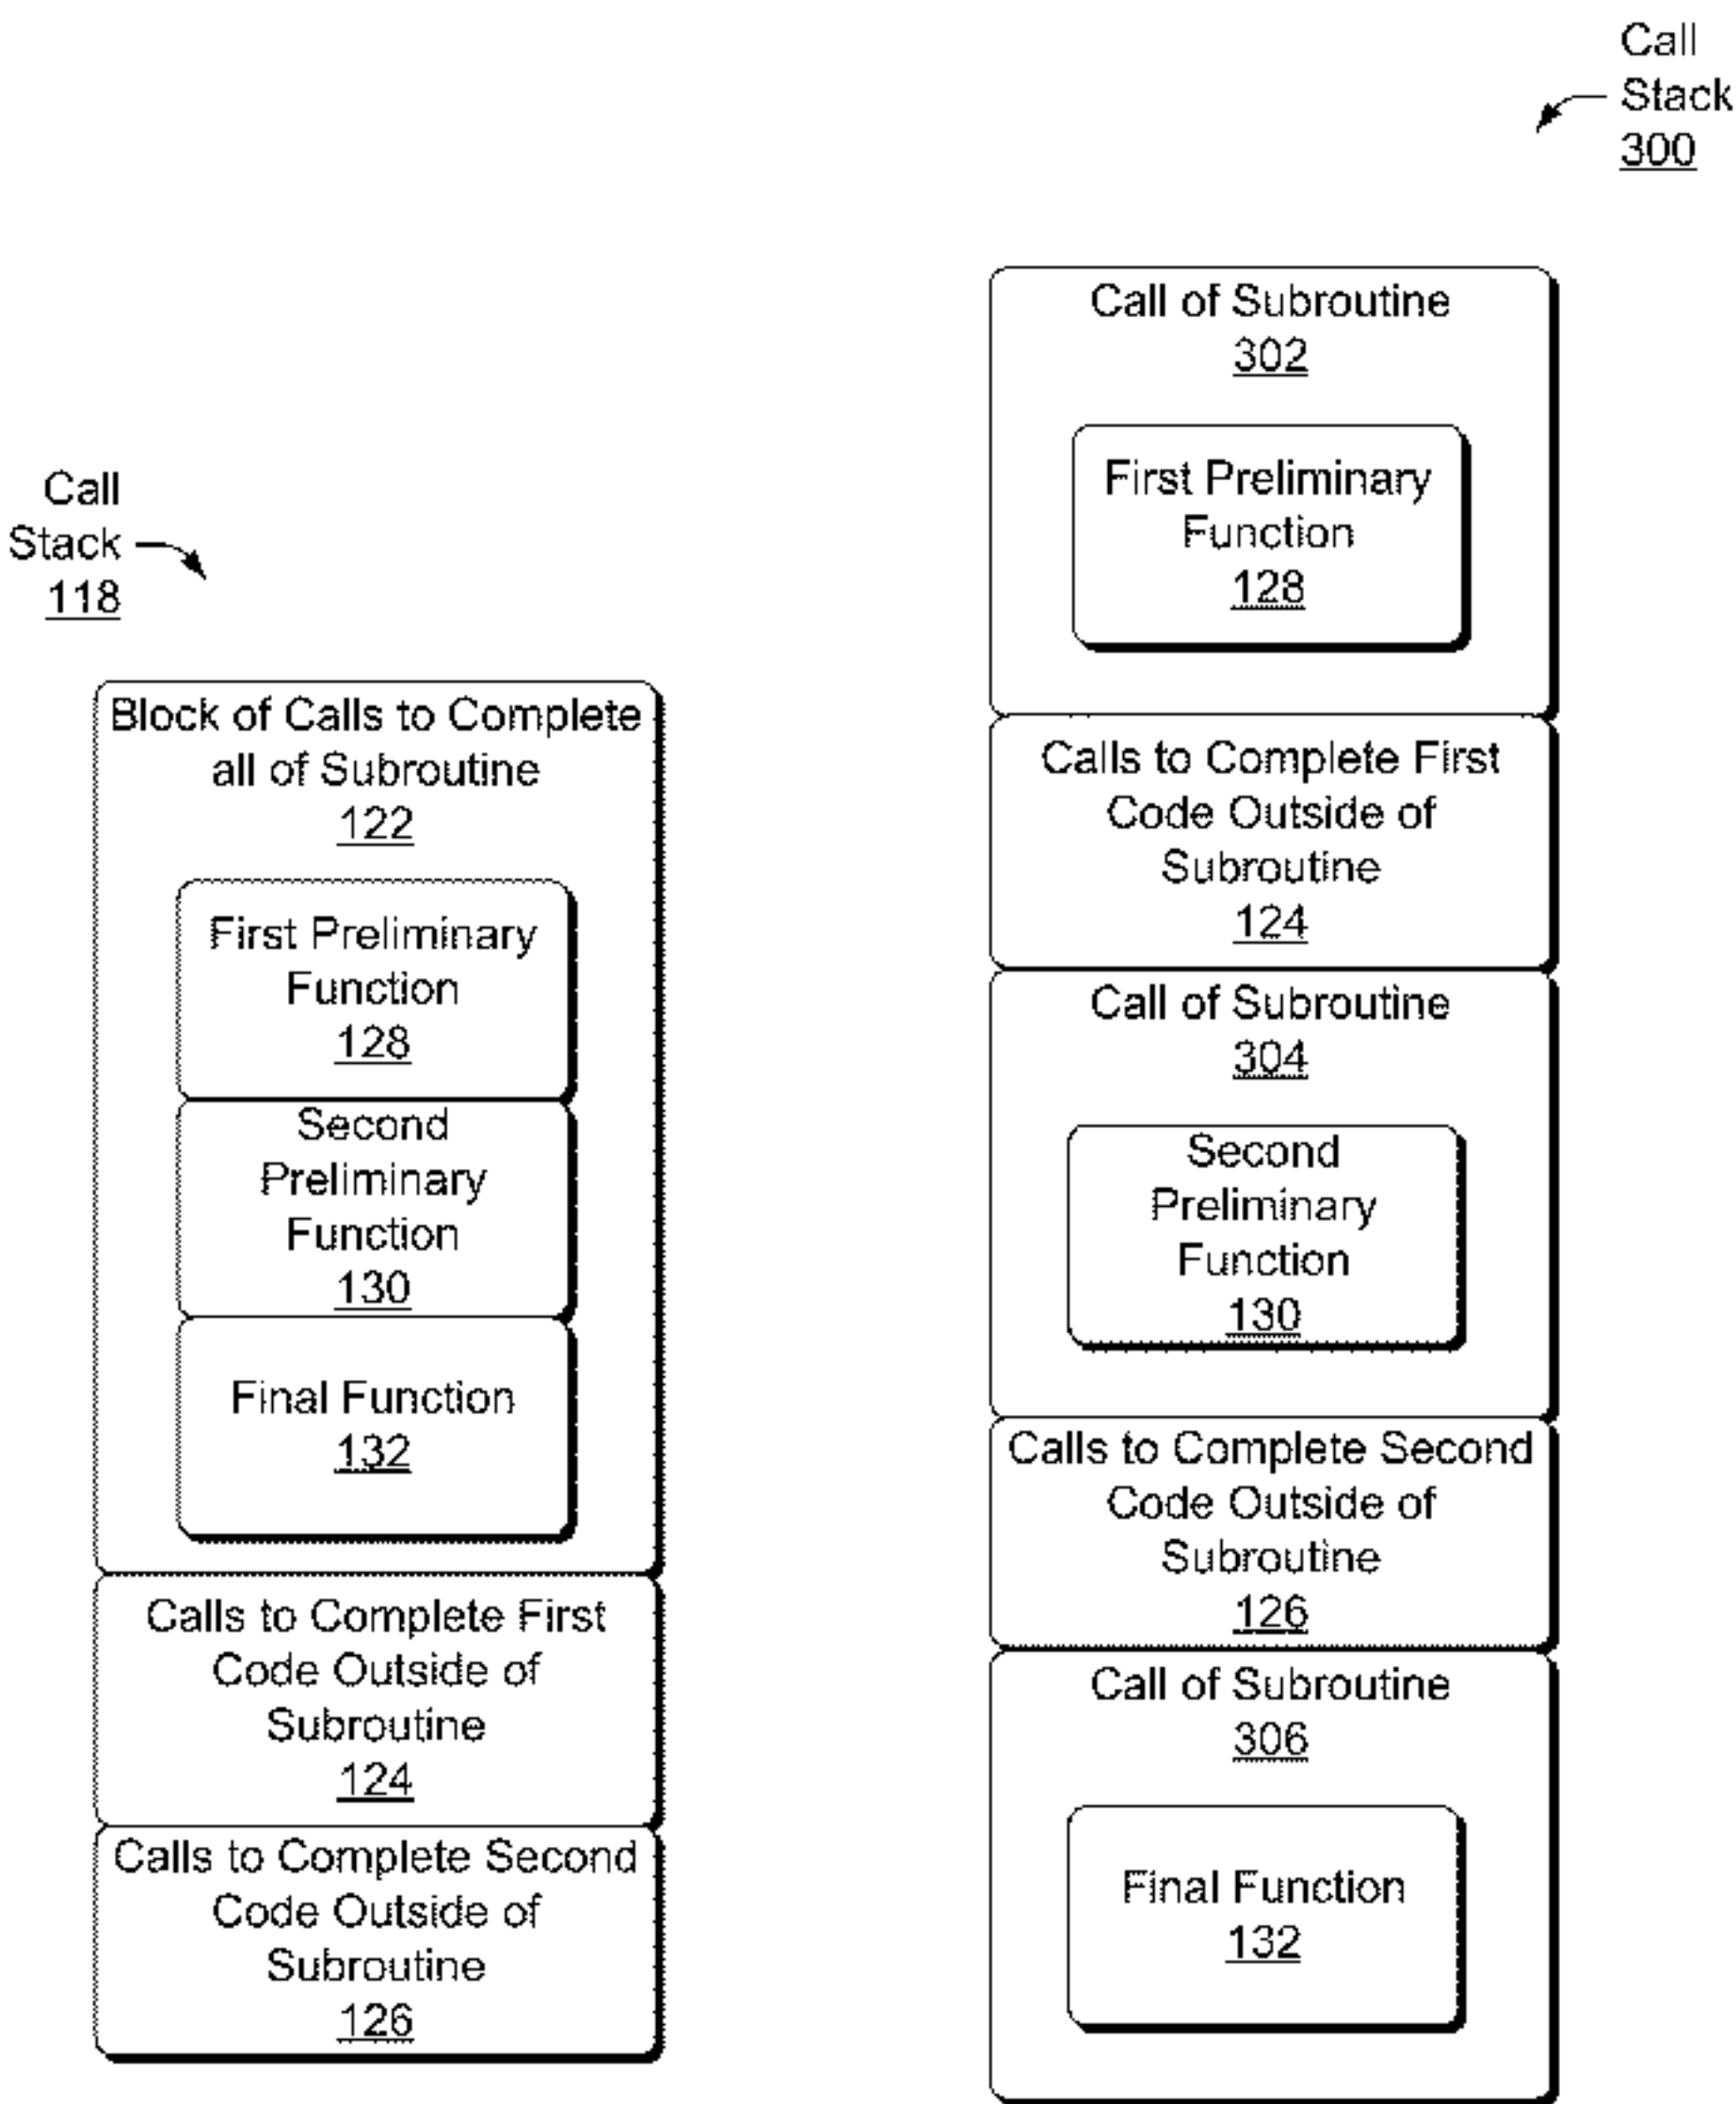 Call
Stack
118
Block of Calls to Complete
all of Subroutine
122
First Preliminary
Function
128
Second
Preliminary
Function
130
Final Function
132
Calls to Complete First
Code Outside of
Subroutine
124
Calls to Complete Second
Code Outside of
Subroutine
126
Call
Stack
300
Call of Subroutine
302
First Preliminary
Function
128
Calls to Complete First
Code Outside of
Subroutine
124
Call of Subroutine
304
Second
Preliminary
Function
130
Calls to Complete Second
Code Outside of
Subroutine
126
Call of Subroutine
306
Final Function
132